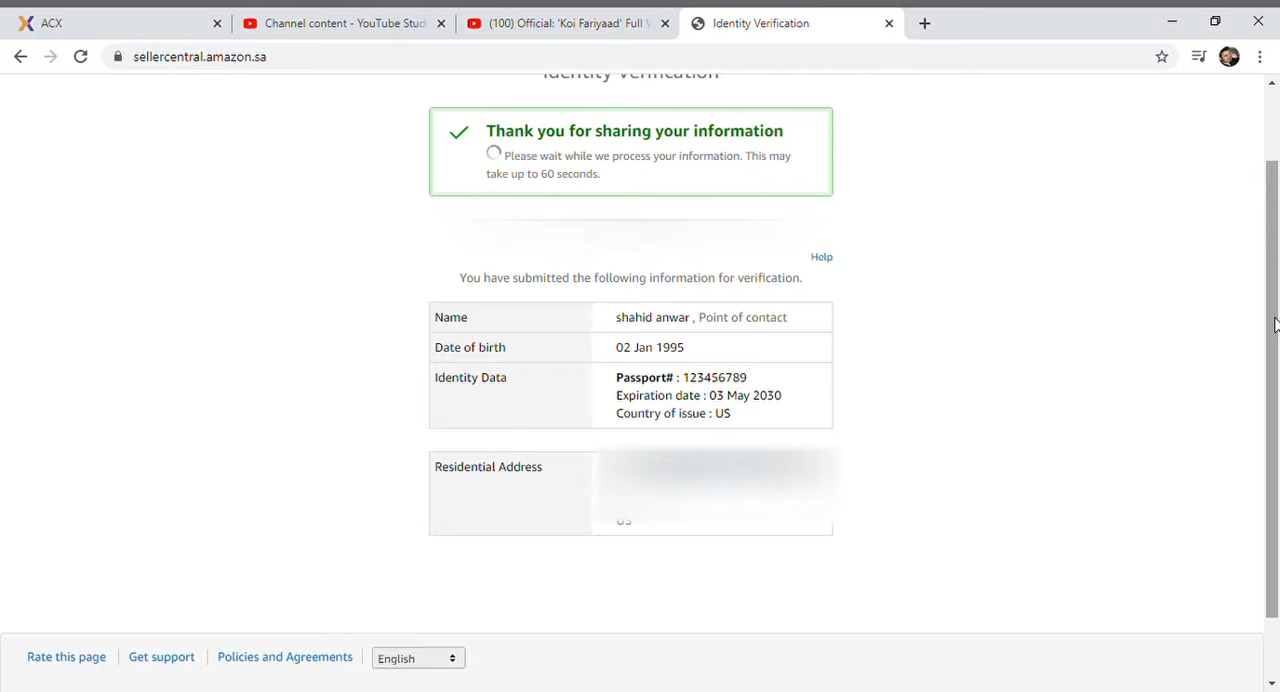 ACX
Channel content - YouTube Stud
(100) Official: 'Koi Fariyaad' Full V
Identity Verification
sellercentral.amazon.sa
Identity Verification
Thank you for sharing your information
Please wait while we process your information. This may
take up to 60 seconds.
Help
You have submitted the following information for verification.
Name
shahid anwar , Point of contact
Date of birth
02 Jan 1995
Identity Data
Passport# : 123456789
Expiration date : 03 May 2030
Country of issue : US
Residential Address
US
Rate this page
Get support
Policies and Agreements
English